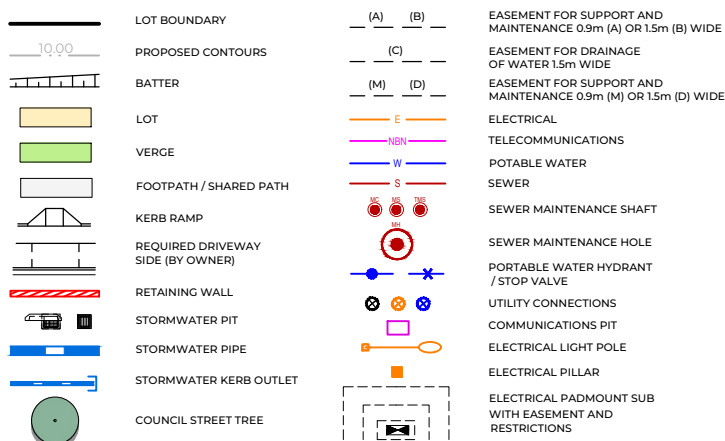 LOT BOUNDARY
10.00
PROPOSED CONTOURS
BATTER
LOT
VERGE
FOOTPATH / SHARED PATH
KERB RAMP
REQUIRED DRIVEWAY
SIDE (BY OWNER)
RETAINING WALL
STORMWATER PIT
STORMWATER PIPE
STORMWATER KERB OUTLET
COUNCIL STREET TREE
(A) (B)
EASEMENT FOR SUPPORT AND
MAINTENANCE 0.9m (A) OR 1.5m (B) WIDE
(C)
EASEMENT FOR DRAINAGE
OF WATER 1.5m WIDE
(M) (D)
EASEMENT FOR SUPPORT AND
MAINTENANCE 0.9m (M) OR 1.5m (D) WIDE
E
ELECTRICAL
NBN
TELECOMMUNICATIONS
W
POTABLE WATER
S
SEWER
MC MS TMS
SEWER MAINTENANCE SHAFT
MH
SEWER MAINTENANCE HOLE
PORTABLE WATER HYDRANT
/ STOP VALVE
UTILITY CONNECTIONS
COMMUNICATIONS PIT
ELECTRICAL LIGHT POLE
ELECTRICAL PILLAR
ELECTRICAL PADMOUNT SUB
WITH EASEMENT AND
RESTRICTIONS